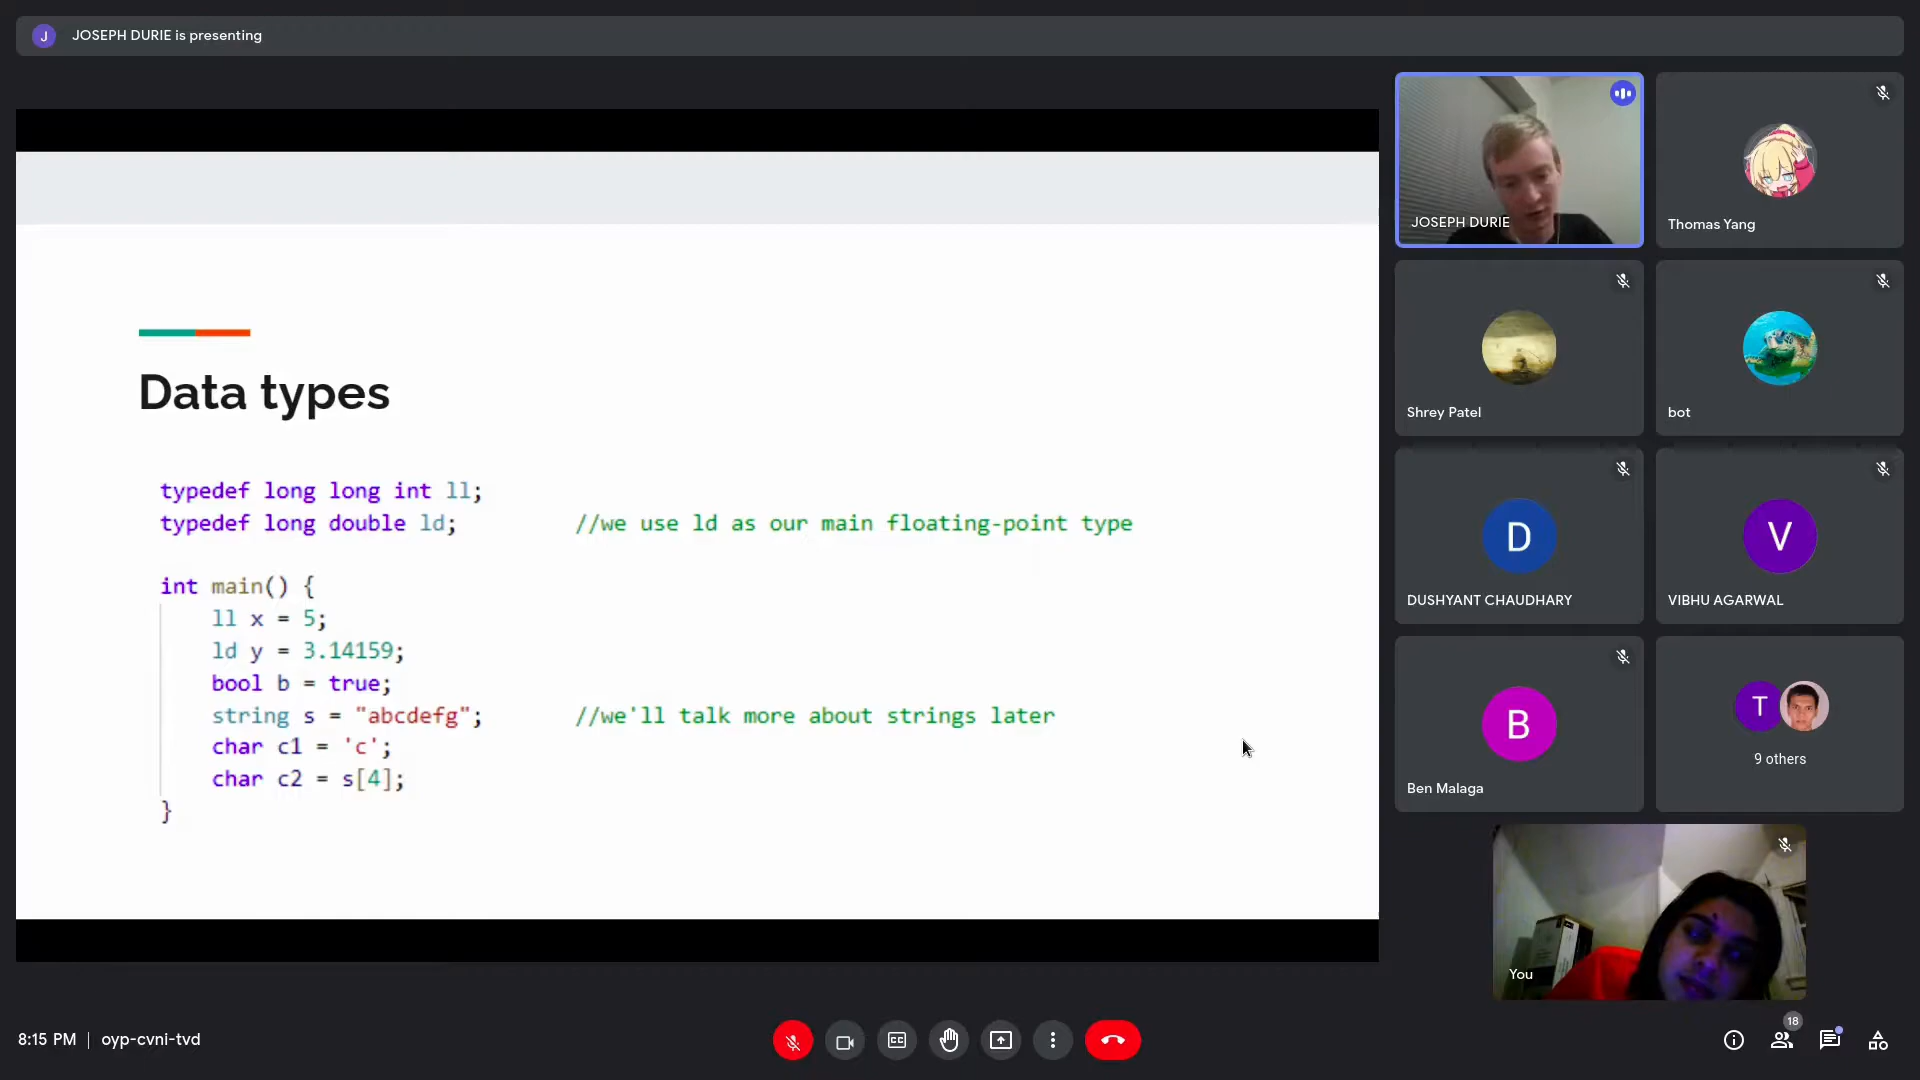 J JOSEPH DURIE is presenting
Data types
typedef long long int ll;
typedef long double ld; //we use ld as our main floating-point type
int main() {
ll x = 5;
ld y = 3.14159;
bool b = true;
string s = "abcdefg"; //we'll talk more about strings later
char c1 = 'c';
char c2 = s[4];
}
JOSEPH DURIE
Thomas Yang
Shrey Patel
bot
D
DUSHYANT CHAUDHARY
V
VIBHU AGARWAL
B
Ben Malaga
T
9 others
You
8:15 PM | oyp-cvni-tvd
CC
18